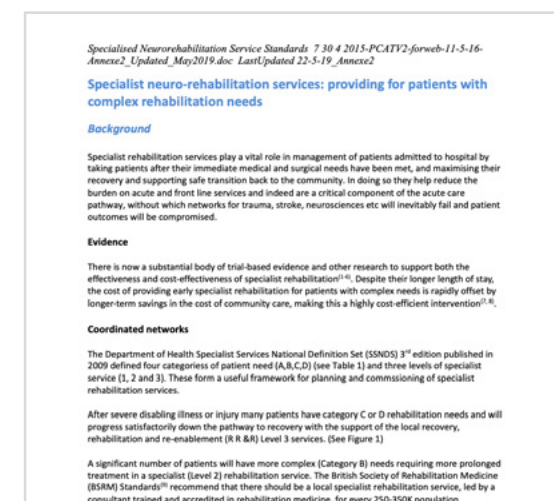 Specialised Neurorehabilitation Service Standards 7 30 4 2015-PCATV2-forweb-11-5-16-
Annexe2_Updated_May2019.doc LastUpdated 22-5-19_Annexe2
Specialist neuro-rehabilitation services: providing for patients with
complex rehabilitation needs
Background
Specialist rehabilitation services play a vital role in management of patients admitted to hospital by
taking patients after their immediate medical and surgical needs have been met, and maximising their
recovery and supporting safe transition back to the community. In doing so they help reduce the
burden on acute and front line services and indeed are a critical component of the acute care
pathway, without which networks for trauma, stroke, neurosciences etc will inevitably fail and patient
outcomes will be compromised.
Evidence
There is now a substantial body of trial-based evidence and other research to support both the
effectiveness and cost-effectiveness of specialist rehabilitation(1-6). Despite their longer length of stay,
the cost of providing early specialist rehabilitation for patients with complex needs is rapidly offset by
longer-term savings in the cost of community care, making this a highly cost-efficient intervention(7, 8).
Coordinated networks
The Department of Health Specialist Services National Definition Set (SSNDS) 3rd edition published in
2009 defined four categoriess of patient need (A,B,C,D) (see Table 1) and three levels of specialist
service (1, 2 and 3). These form a useful framework for planning and commssioning of specialist
rehabilitation services.
After severe disabling illness or injury many patients have category C or D rehabilitation needs and will
progress satisfactorily down the pathway to recovery with the support of the local recovery,
rehabilitation and re-enablement (R R &R) Level 3 services. (See Figure 1)
A significant number of patients will have more complex (Category B) needs requiring more prolonged
treatment in a specialist (Level 2) rehabilitation service. The British Society of Rehabilitation Medicine
(BSRM) Standards(9) recommend that there should be a local specialist rehabilitation service, led by a
consultant trained and accredited in rehabilitation medicine, for every 250-350K population